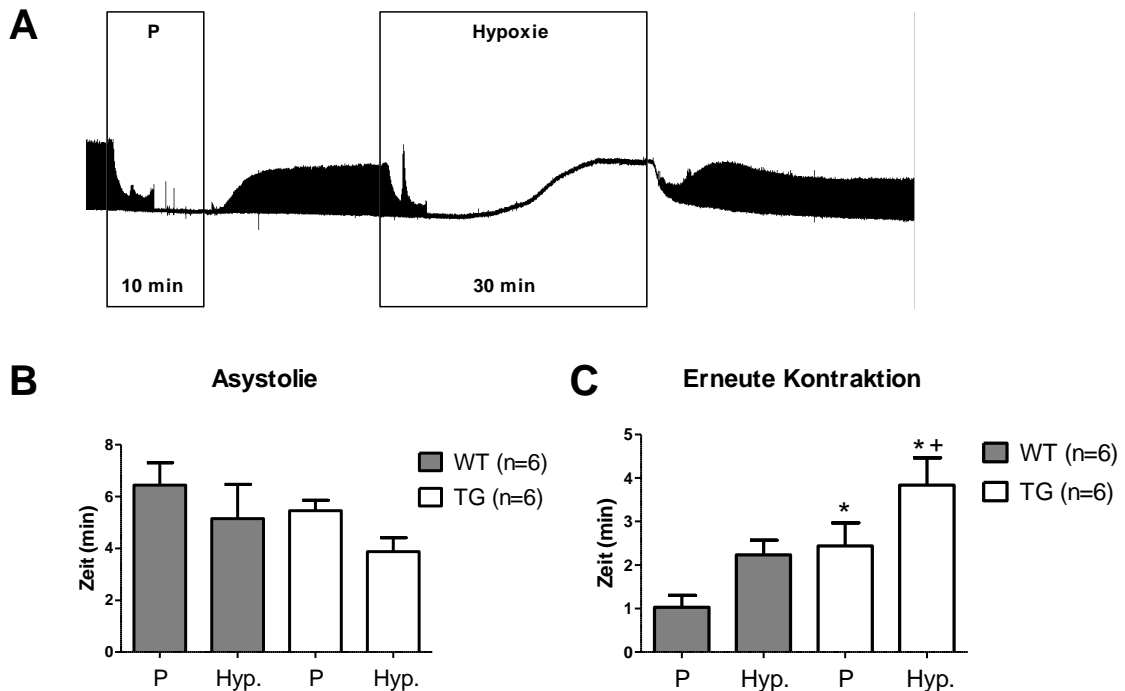 A
P
Hypoxie
10 min
30 min
B
Asystolie
Zeit (min)
8
6
4
2
0
P
Hyp.
P
Hyp.
WT (n=6)
TG (n=6)
C
Erneute Kontraktion
Zeit (min)
5
4
3
2
1
0
*
* +
P
Hyp.
P
Hyp.
WT (n=6)
TG (n=6)